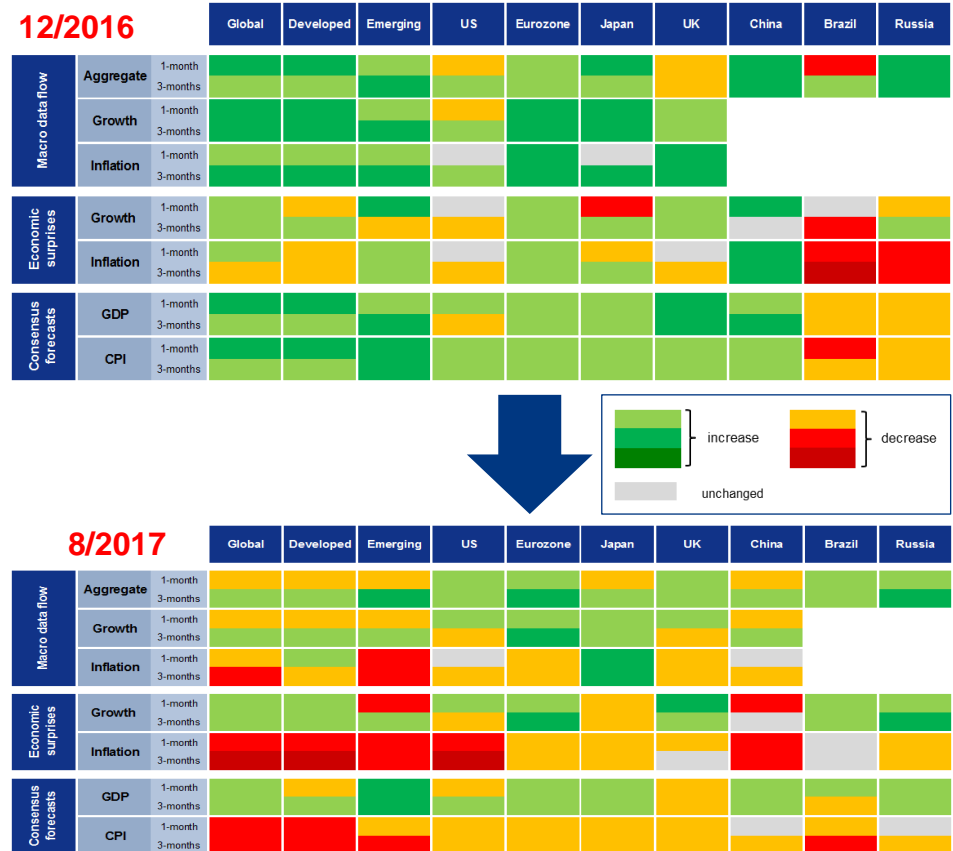 12/2016
Global Developed Emerging US Eurozone Japan UK China Brazil Russia
Macro data flow
Aggregate 1-month
3-months
Growth 1-month
3-months
Inflation 1-month
3-months
Economic
surprises
Growth 1-month
3-months
Inflation 1-month
3-months
Consensus
forecasts
GDP 1-month
3-months
CPI 1-month
3-months
increase decrease
unchanged
8/2017
Global Developed Emerging US Eurozone Japan UK China Brazil Russia
Macro data flow
Aggregate 1-month
3-months
Growth 1-month
3-months
Inflation 1-month
3-months
Economic
surprises
Growth 1-month
3-months
Inflation 1-month
3-months
Consensus
forecasts
GDP 1-month
3-months
CPI 1-month
3-months